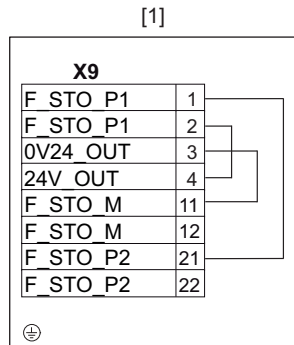 [1]
X9
F_STO_P1 1
F_STO_P1 2
0V24_OUT 3
24V_OUT 4
F_STO_M 11
F_STO_M 12
F_STO_P2 21
F_STO_P2 22